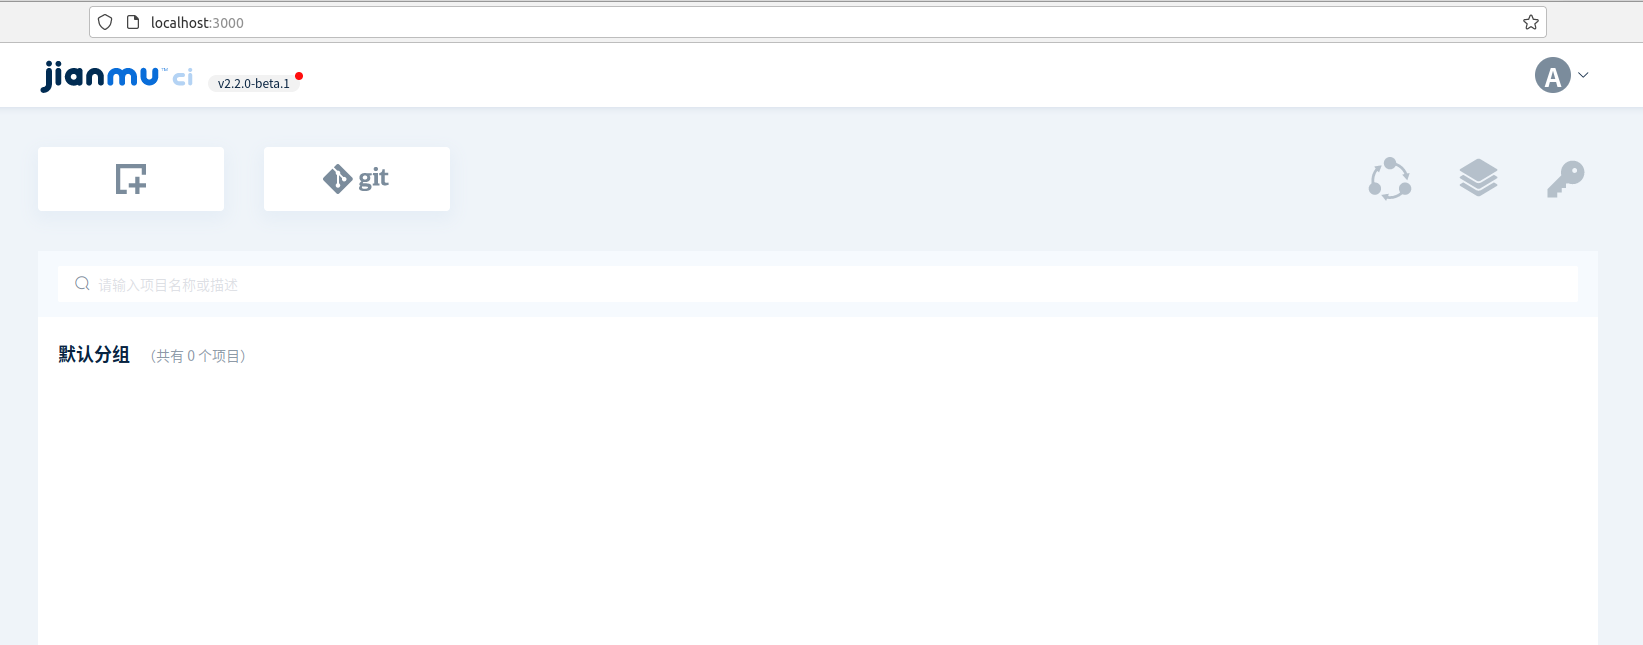 localhost:3000
jianmu™ ci v2.2.0-beta.1
A
git
请输入项目名称或描述
默认分组 （共有 0 个项目）